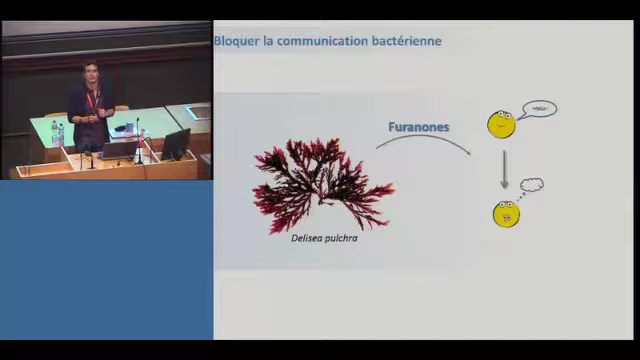 Bloquer la communication bactérienne
Furanones
Hello!
Delisea pulchra